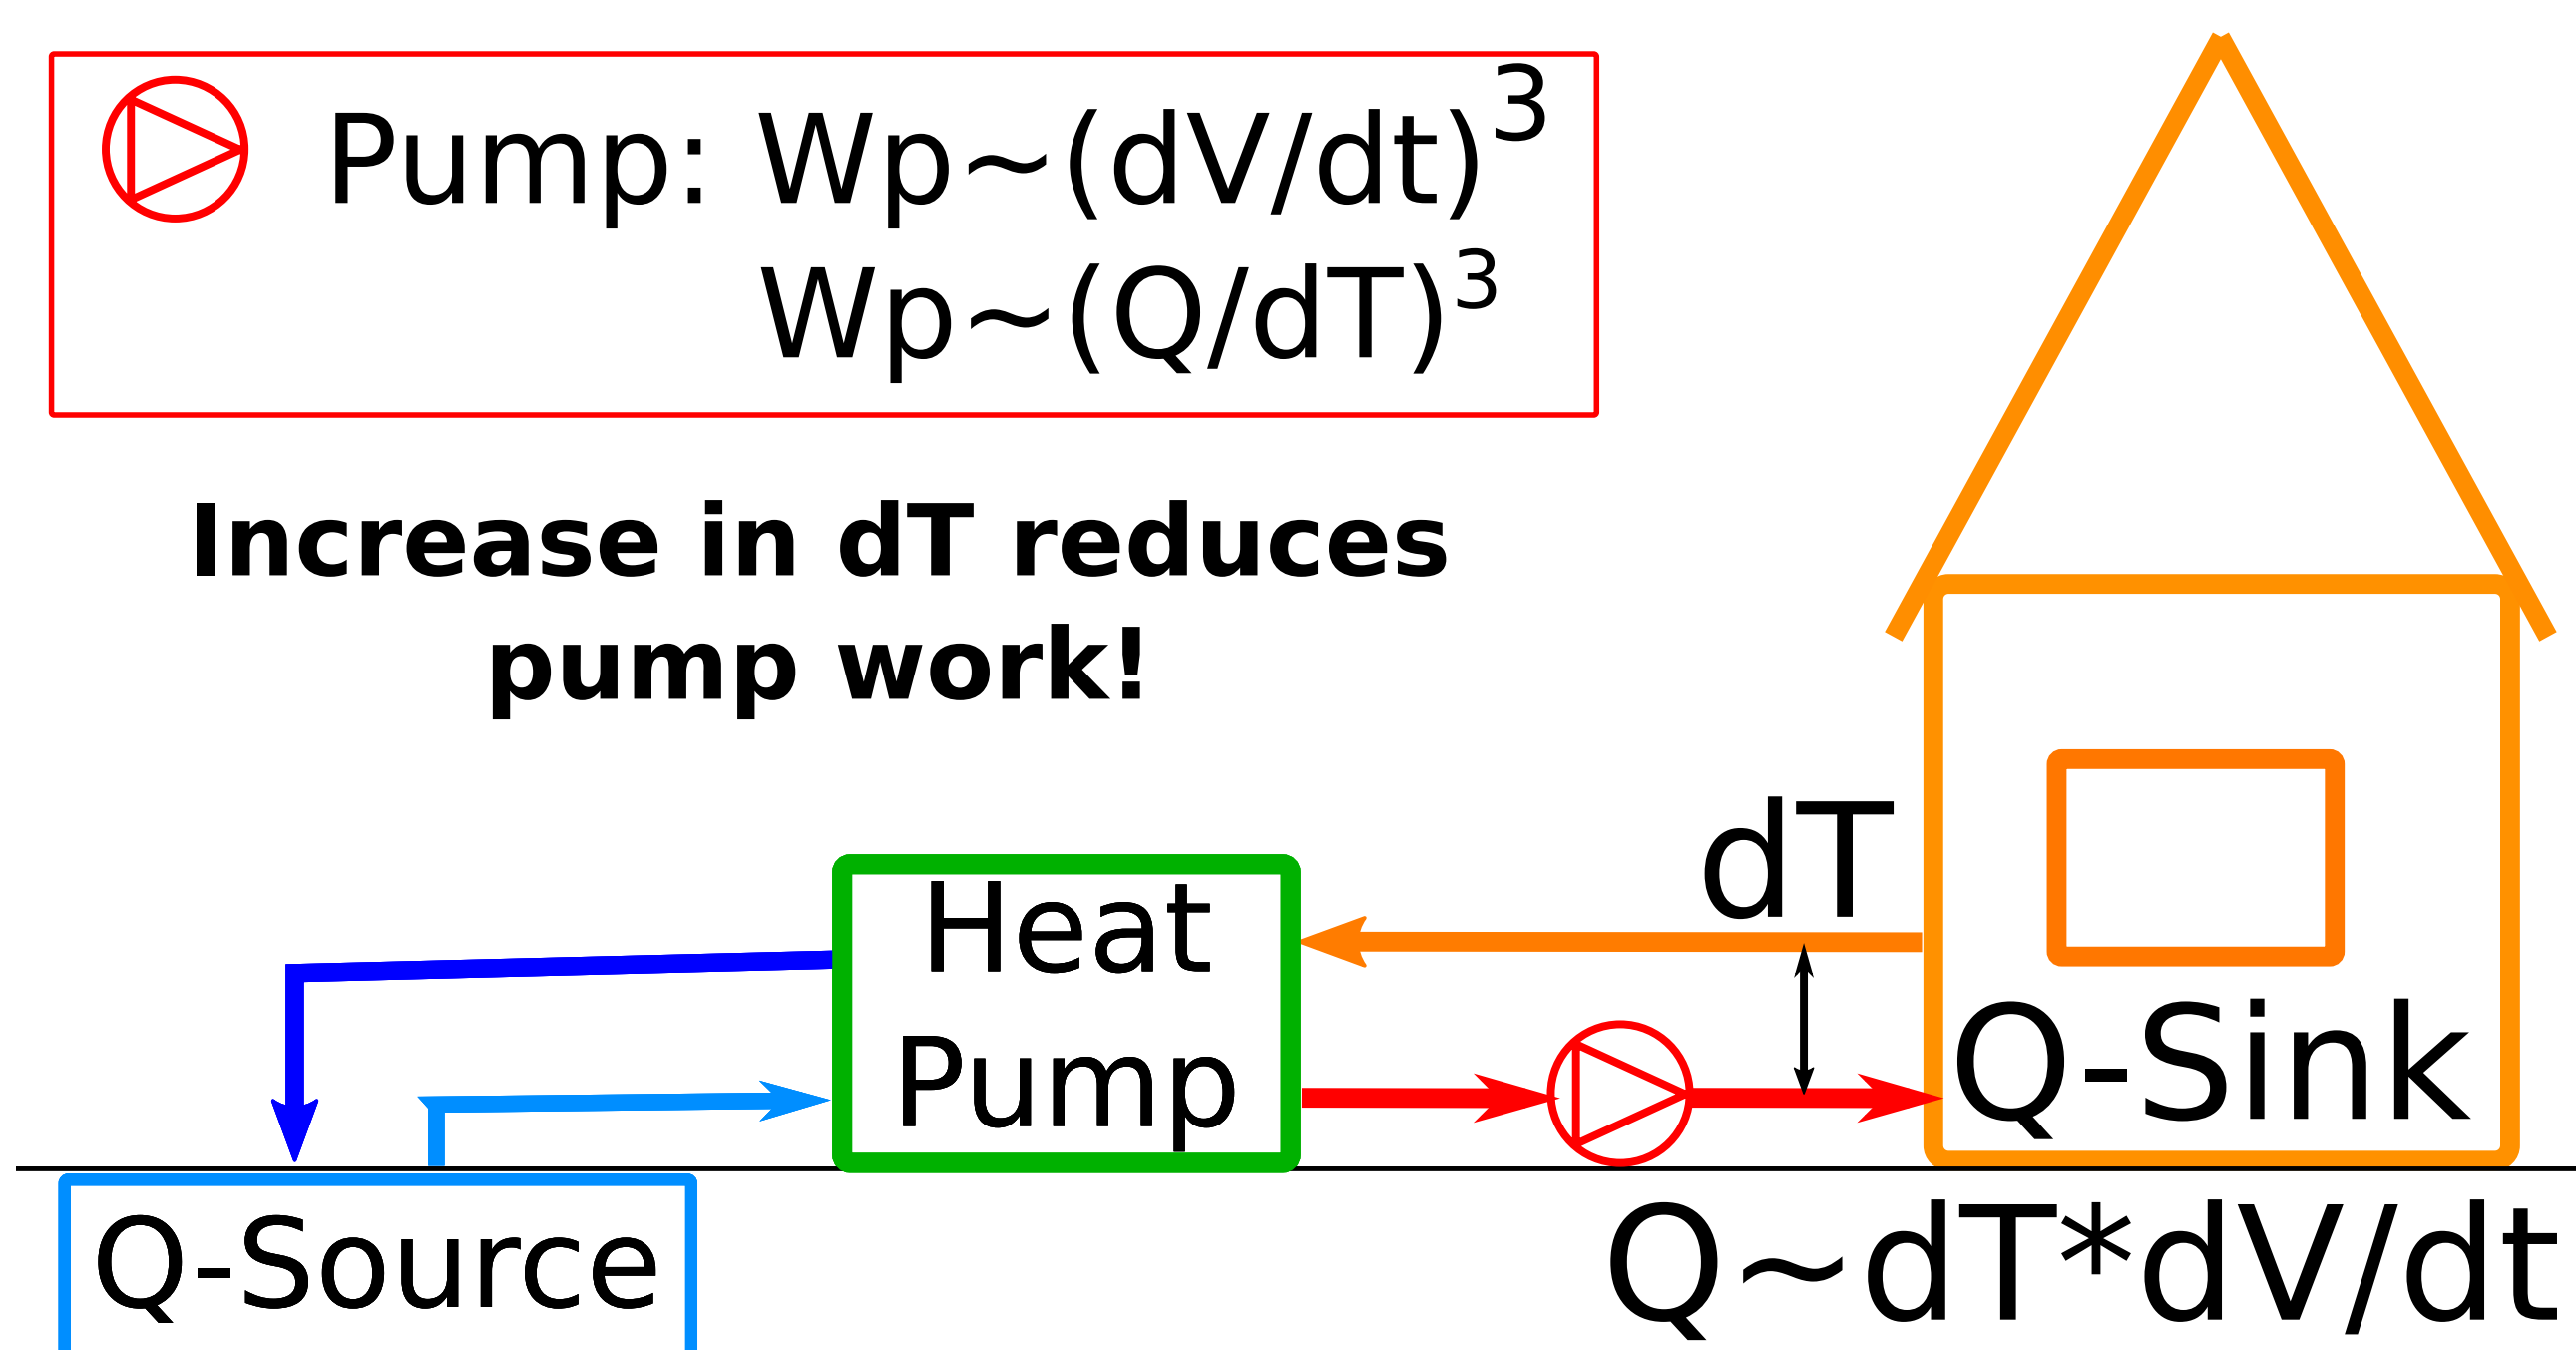 Pump: Wp~(dV/dt)³
Wp~(Q/dT)³
Increase in dT reduces
pump work!
dT
Heat
Pump
Q-Sink
Q-Source
Q~dT*dV/dt